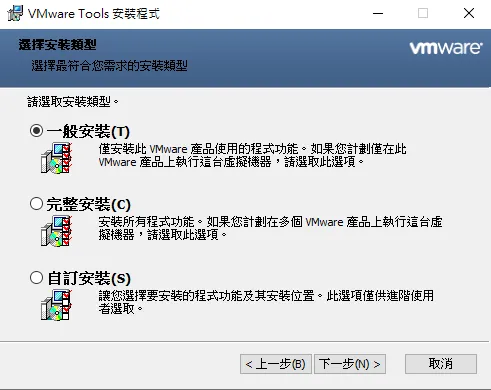 VMware Tools 安裝程式
選擇安裝類型
選擇最符合您需求的安裝類型
vmware
請選取安裝類型。
一般安裝(T)
僅安裝此 VMware 產品使用的程式功能。如果您計劃僅在此
VMware 產品上執行這台虛擬機器，請選取此選項。
完整安裝(C)
安裝所有程式功能。如果您計劃在多個 VMware 產品上執行這台虛
擬機器，請選取此選項。
自訂安裝(S)
讓您選擇要安裝的程式功能及其安裝位置。此選項僅供進階使用
者選取。
< 上一步(B) 下一步(N) > 取消